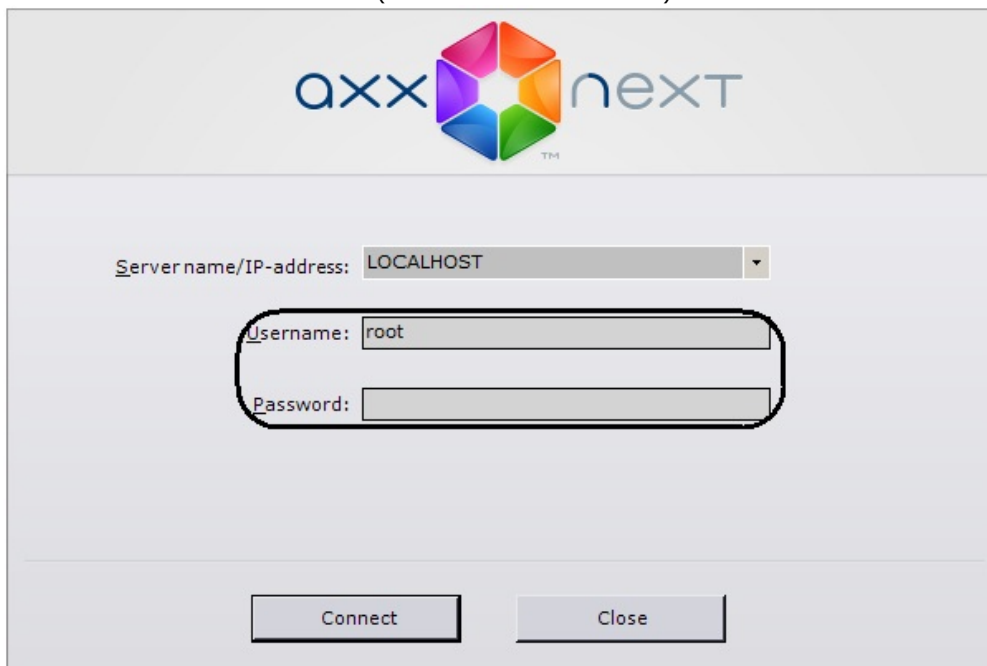 axx next
TM
Server name/IP-address: LOCALHOST
Username: root
Password:
Connect Close